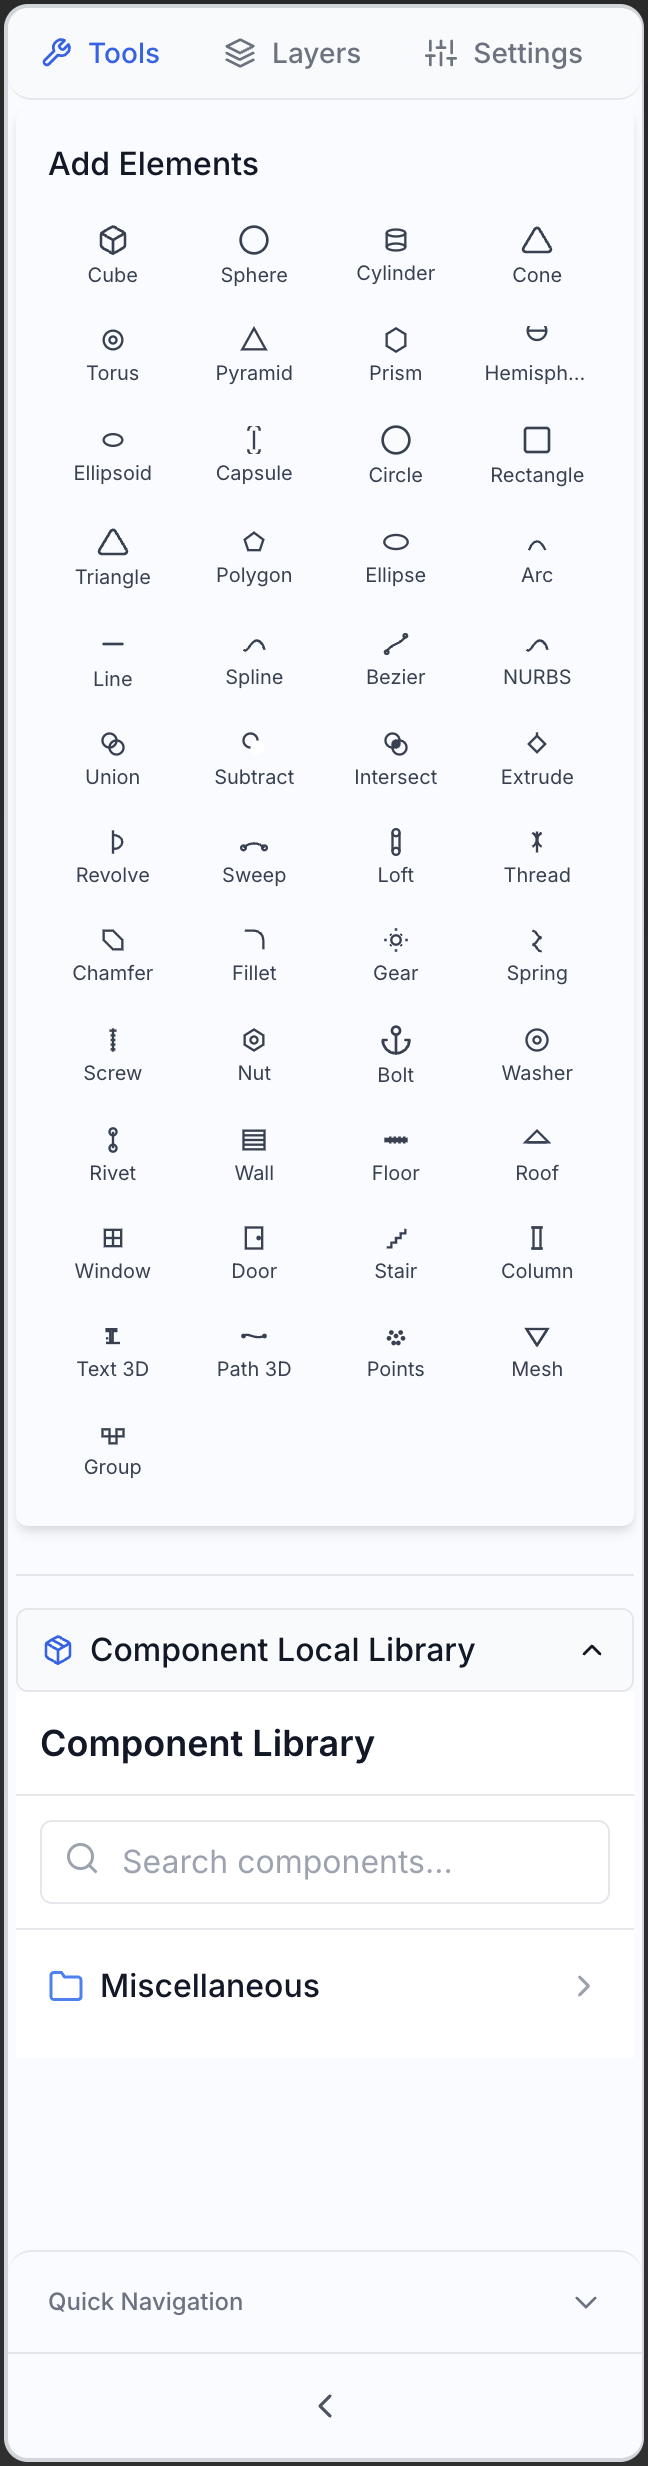 Tools Layers Settings
Add Elements
Cube Sphere Cylinder Cone
Torus Pyramid Prism Hemisph...
Ellipsoid Capsule Circle Rectangle
Triangle Polygon Ellipse Arc
Line Spline Bezier NURBS
Union Subtract Intersect Extrude
Revolve Sweep Loft Thread
Chamfer Fillet Gear Spring
Screw Nut Bolt Washer
Rivet Wall Floor Roof
Window Door Stair Column
Text 3D Path 3D Points Mesh
Group
Component Local Library
Component Library
Search components...
Miscellaneous
Quick Navigation